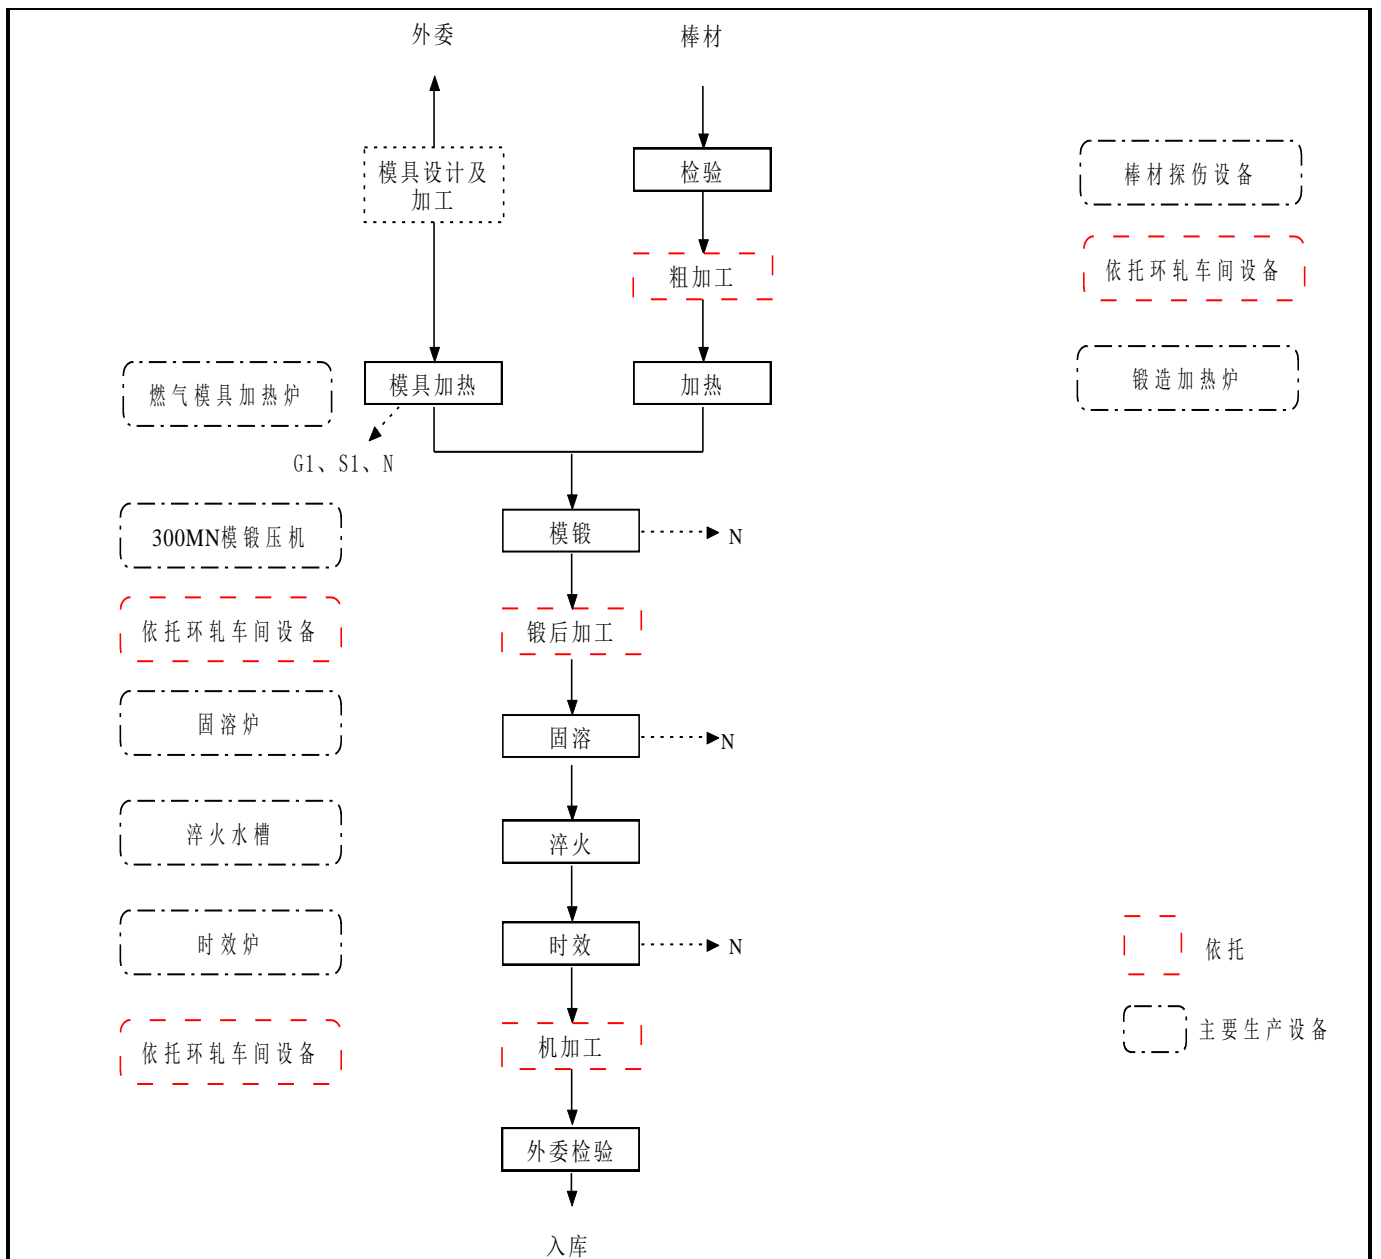 外委
棒材
模具设计及
加工
检验
棒材探伤设备
粗加工
依托环轧车间设备
燃气模具加热炉
模具加热
加热
锻造加热炉
G1、S1、N
300MN模锻压机
模锻
N
依托环轧车间设备
锻后加工
固溶炉
固溶
N
淬火水槽
淬火
时效炉
时效
N
依托
依托环轧车间设备
机加工
主要生产设备
外委检验
入库